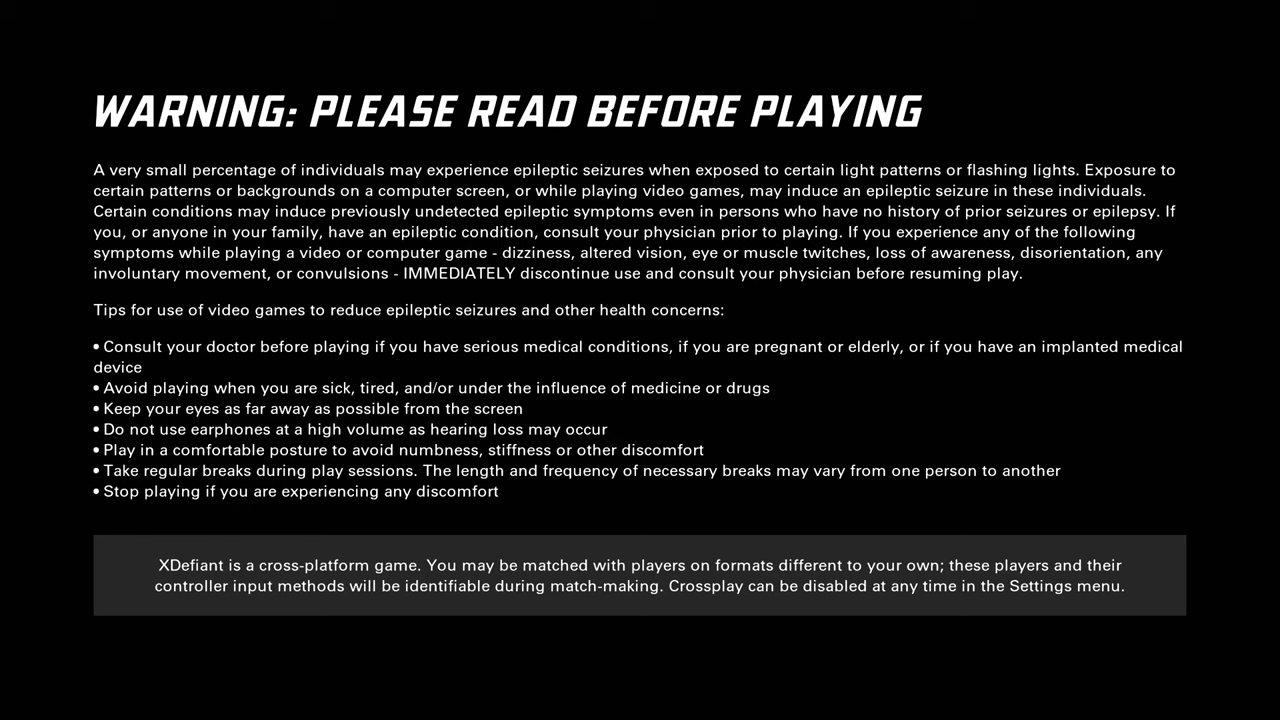 WARNING: PLEASE READ BEFORE PLAYING
A very small percentage of individuals may experience epileptic seizures when exposed to certain light patterns or flashing lights. Exposure to
certain patterns or backgrounds on a computer screen, or while playing video games, may induce an epileptic seizure in these individuals.
Certain conditions may induce previously undetected epileptic symptoms even in persons who have no history of prior seizures or epilepsy. If
you, or anyone in your family, have an epileptic condition, consult your physician prior to playing. If you experience any of the following
symptoms while playing a video or computer game - dizziness, altered vision, eye or muscle twitches, loss of awareness, disorientation, any
involuntary movement, or convulsions - IMMEDIATELY discontinue use and consult your physician before resuming play.
Tips for use of video games to reduce epileptic seizures and other health concerns:
• Consult your doctor before playing if you have serious medical conditions, if you are pregnant or elderly, or if you have an implanted medical
device
• Avoid playing when you are sick, tired, and/or under the influence of medicine or drugs
• Keep your eyes as far away as possible from the screen
• Do not use earphones at a high volume as hearing loss may occur
• Play in a comfortable posture to avoid numbness, stiffness or other discomfort
• Take regular breaks during play sessions. The length and frequency of necessary breaks may vary from one person to another
• Stop playing if you are experiencing any discomfort
XDefiant is a cross-platform game. You may be matched with players on formats different to your own; these players and their
controller input methods will be identifiable during match-making. Crossplay can be disabled at any time in the Settings menu.